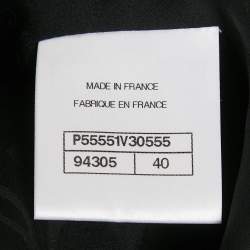 MADE IN FRANCE
FABRIQUE EN FRANCE
P55551V30555
94305 40